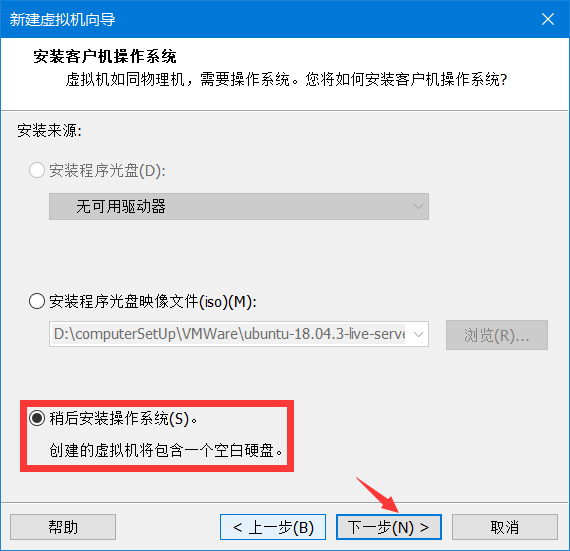 新建虚拟机向导
安装客户机操作系统
虚拟机如同物理机，需要操作系统。您将如何安装客户机操作系统?
安装来源:
安装程序光盘(D):
无可用驱动器
安装程序光盘映像文件(iso)(M):
D:\computerSetUp\VMWare\ubuntu-18.04.3-live-serve
浏览(R)...
稍后安装操作系统(S)。
创建的虚拟机将包含一个空白硬盘。
帮助
< 上一步(B)
下一步(N) >
取消